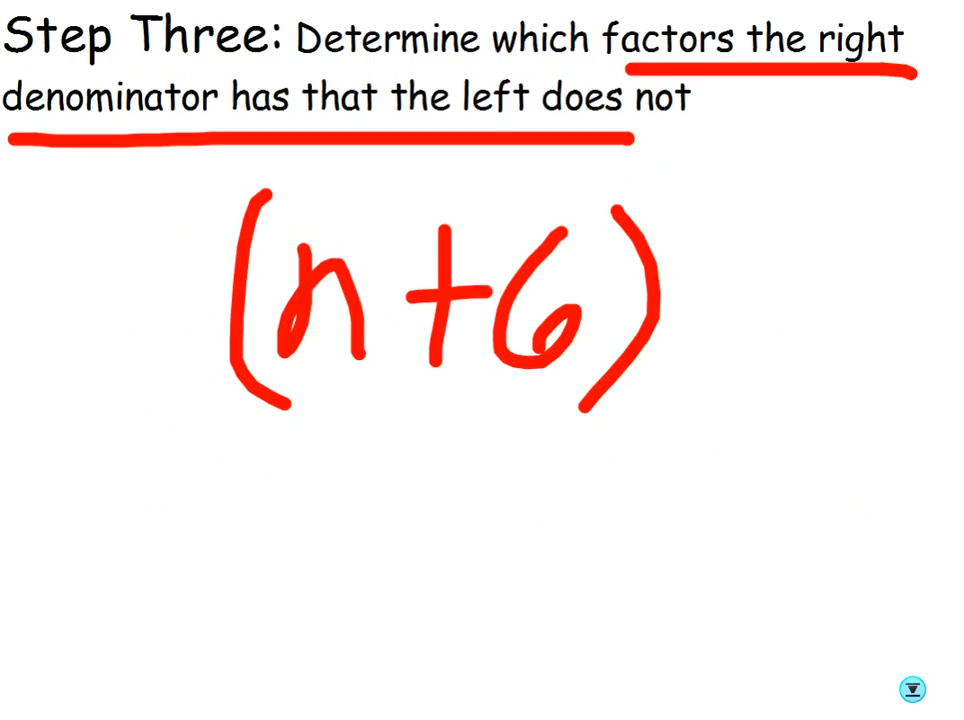 Step Three: Determine which factors the right
denominator has that the left does not
(n+6)